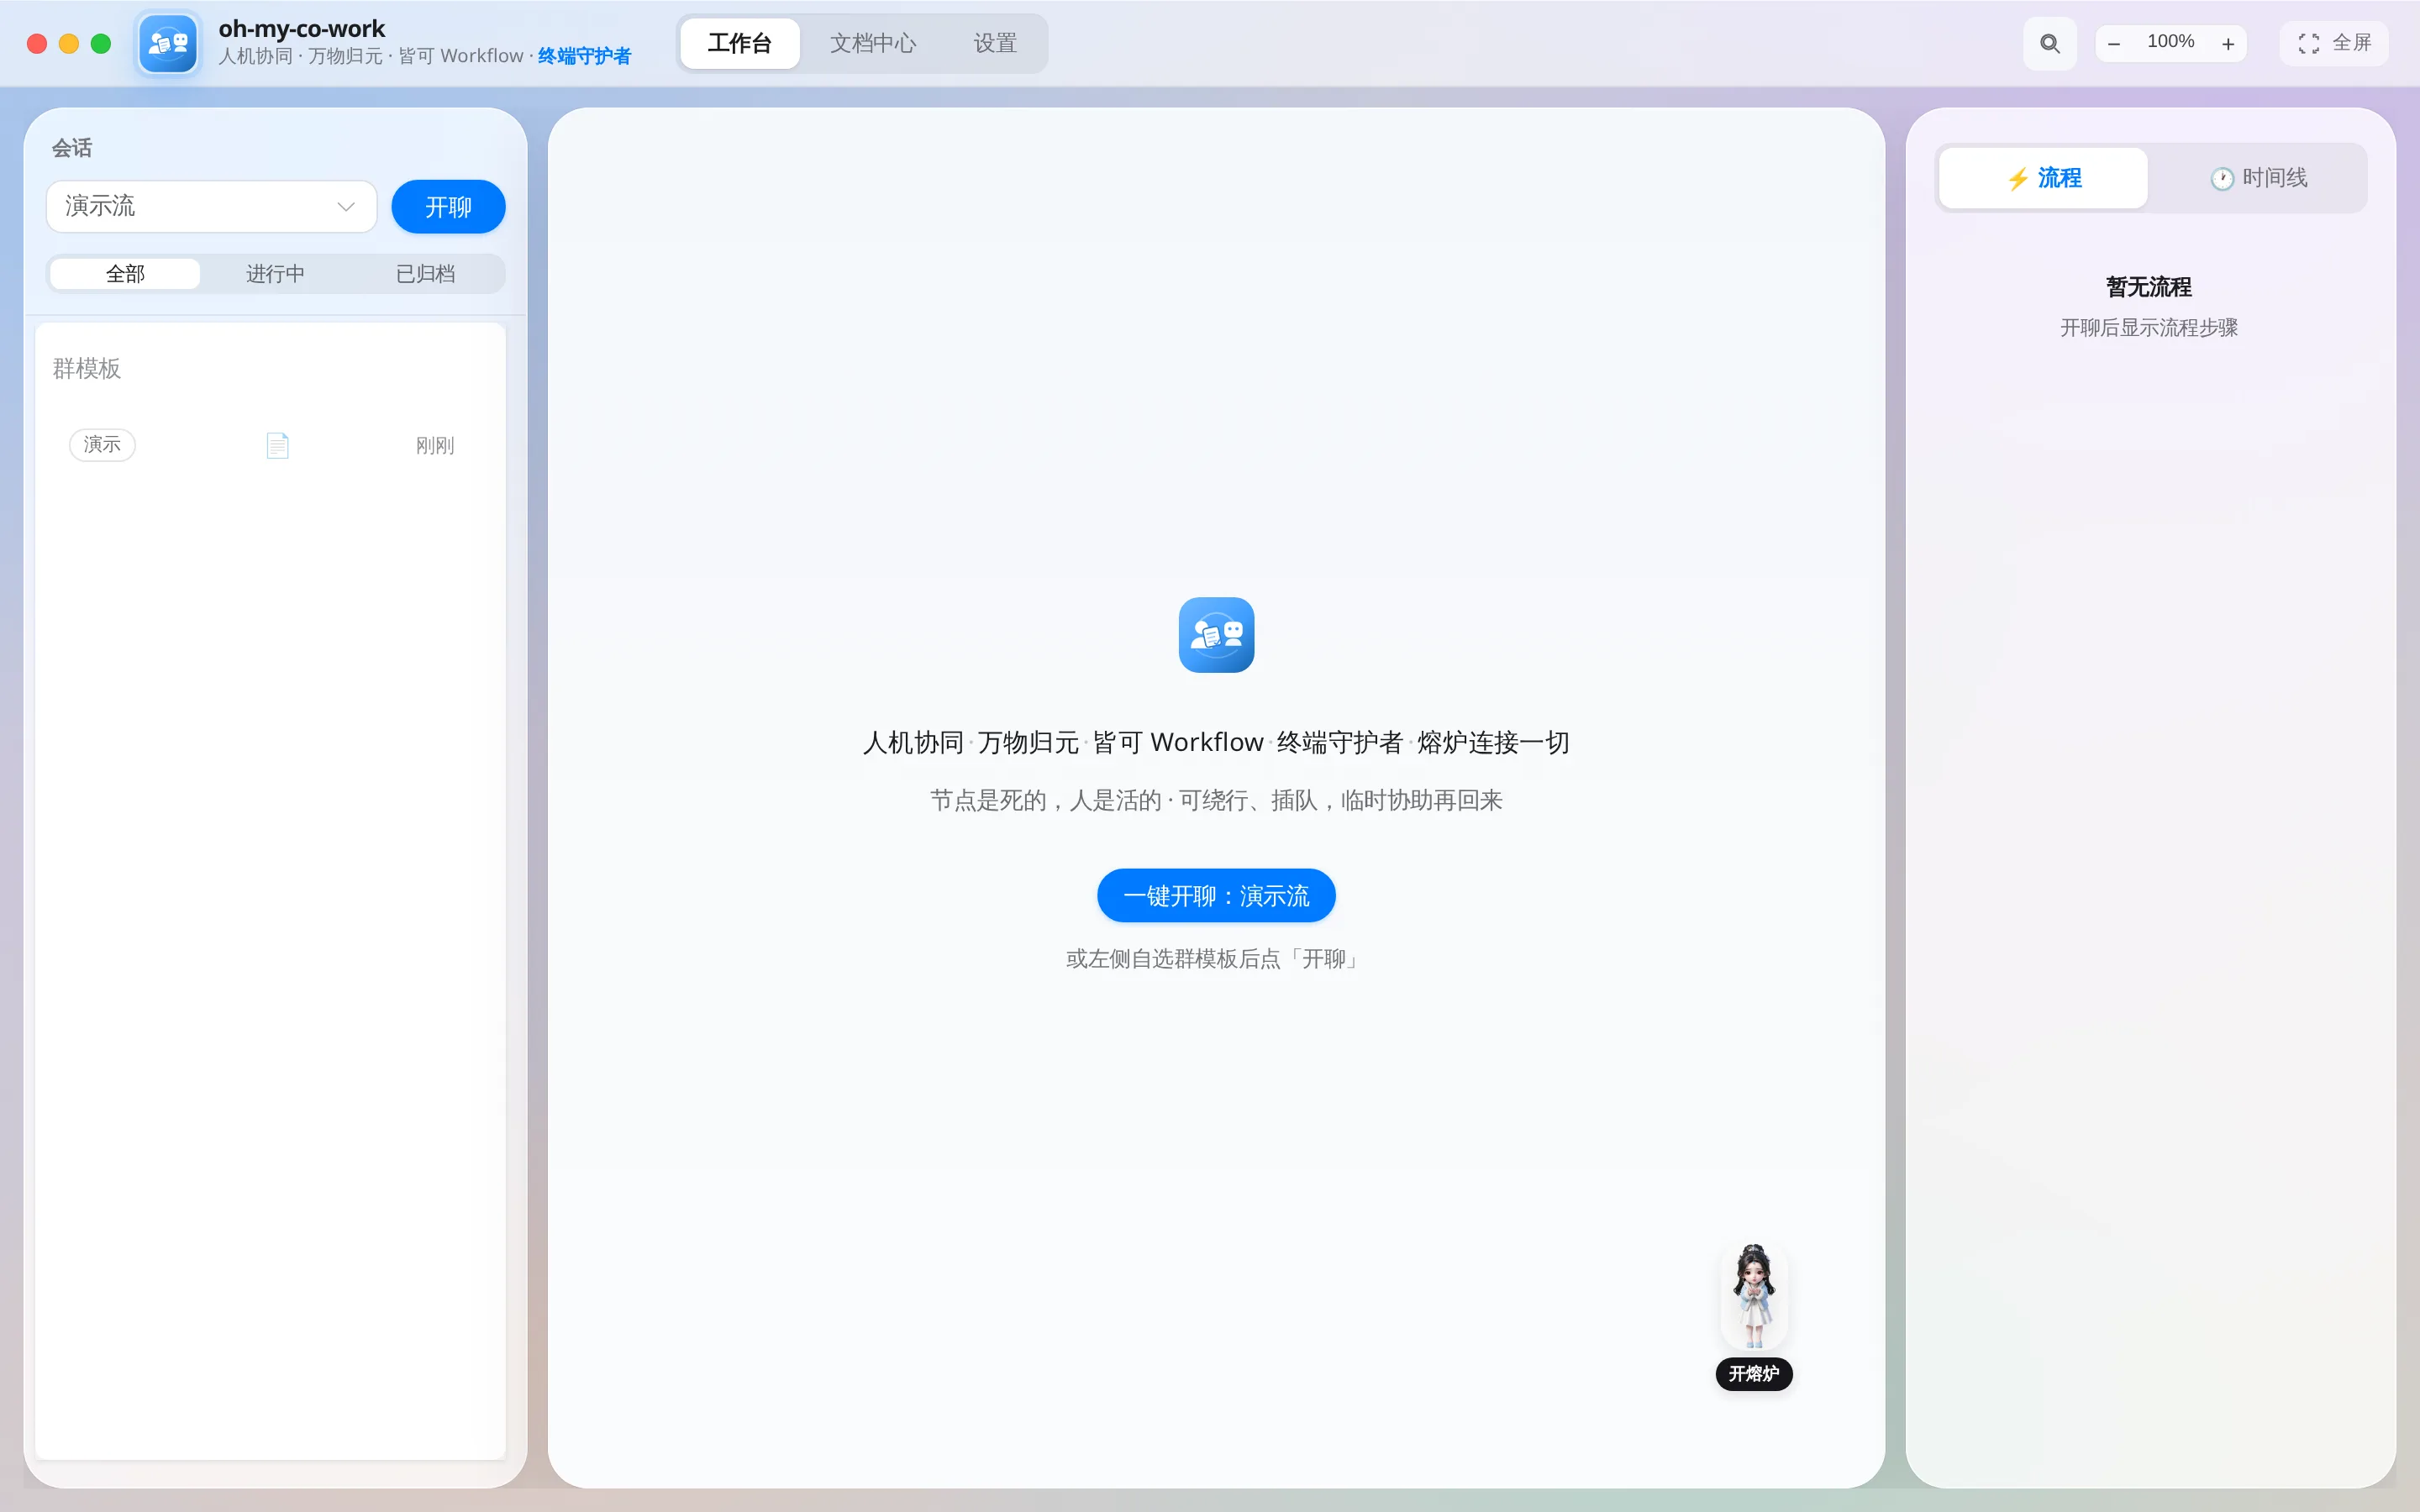 oh-my-co-work
人机协同 · 万物归元 · 皆可 Workflow · 终端守护者
工作台
文档中心
设置
− 100% +
全屏
会话
演示流
开聊
全部
进行中
已归档
群模板
演示
刚刚
人机协同·万物归元·皆可 Workflow·终端守护者·熔炉连接一切
节点是死的，人是活的 · 可绕行、插队，临时协助再回来
一键开聊：演示流
或左侧自选群模板后点「开聊」
开熔炉
流程
时间线
暂无流程
开聊后显示流程步骤